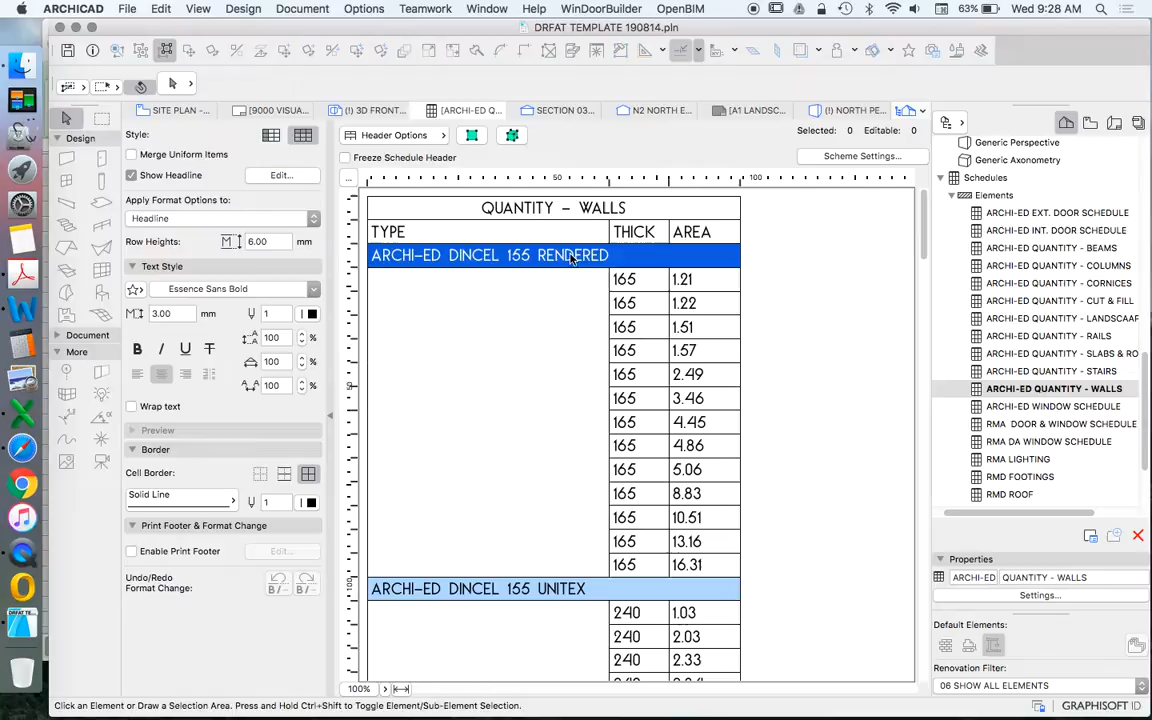 ARCHICAD File Edit View Design Document Options Teamwork Window Help WinDoorBuilder OpenBIM 63% Wed 9:28 AM
DRFAT TEMPLATE 190814.pln
SITE PLAN -... [9000 VISUA... (!) 3D FRONT... [ARCHI-ED Q... SECTION 03... N2 NORTH E... [A1 LANDSC... (!) NORTH PE...
Style:
Merge Uniform Items
Show Headline Edit...
Apply Format Options to:
Headline
Row Heights: 6.00 mm
Text Style
Essence Sans Bold
3.00 mm 1
100 %
100 %
100 %
Wrap text
Preview
Border
Cell Border:
Solid Line 1
Print Footer & Format Change
Enable Print Footer Edit...
Undo/Redo
Format Change:
Design
Document
More
Header Options
Selected: 0 Editable: 0
Freeze Schedule Header
Scheme Settings...
50 100
QUANTITY - WALLS
TYPE THICK AREA
ARCHI-ED DINCEL 155 RENDERED
165 1.21
165 1.22
165 1.51
165 1.57
165 2.49
165 3.46
165 4.45
165 4.86
165 5.06
165 8.83
165 10.51
165 13.16
165 16.31
ARCHI-ED DINCEL 155 UNITEX
240 1.03
240 2.03
240 2.33
100%
Generic Perspective
Generic Axonometry
Schedules
Elements
ARCHI-ED EXT. DOOR SCHEDULE
ARCHI-ED INT. DOOR SCHEDULE
ARCHI-ED QUANTITY - BEAMS
ARCHI-ED QUANTITY - COLUMNS
ARCHI-ED QUANTITY - CORNICES
ARCHI-ED QUANTITY - CUT & FILL
ARCHI-ED QUANTITY - LANDSCAAF
ARCHI-ED QUANTITY - RAILS
ARCHI-ED QUANTITY - SLABS & RO
ARCHI-ED QUANTITY - STAIRS
ARCHI-ED QUANTITY - WALLS
ARCHI-ED WINDOW SCHEDULE
RMA DOOR & WINDOW SCHEDULE
RMA DA WINDOW SCHEDULE
RMA LIGHTING
RMD FOOTINGS
RMD ROOF
Properties
ARCHI-ED QUANTITY - WALLS
Settings...
Default Elements:
Renovation Filter:
06 SHOW ALL ELEMENTS
Click an Element or Draw a Selection Area. Press and Hold Ctrl+Shift to Toggle Element/Sub-Element Selection.
GRAPHISOFT ID